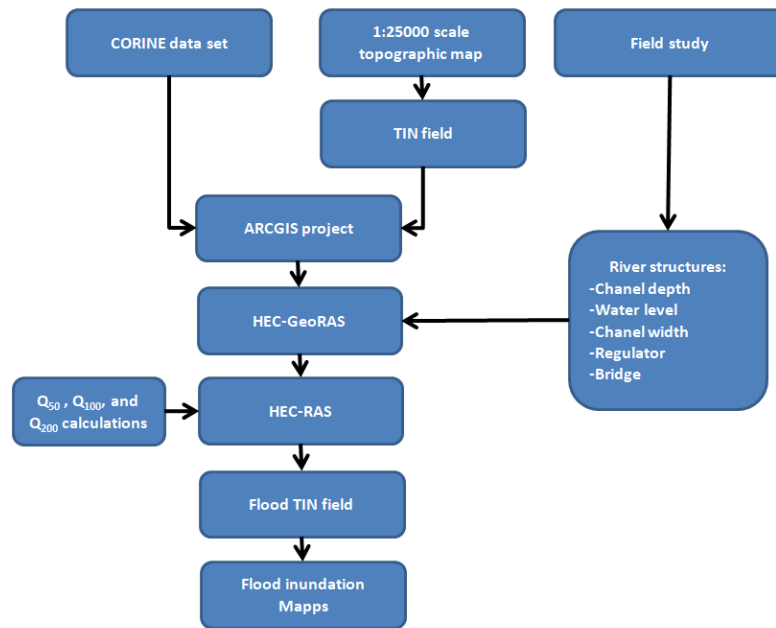 CORINE data set
1:25000 scale
topographic map
Field study
TIN field
ARCGIS project
River structures:
-Chanel depth
-Water level
-Chanel width
-Regulator
-Bridge
HEC-GeoRAS
Q50 , Q100, and
Q200 calculations
HEC-RAS
Flood TIN field
Flood inundation
Mapps